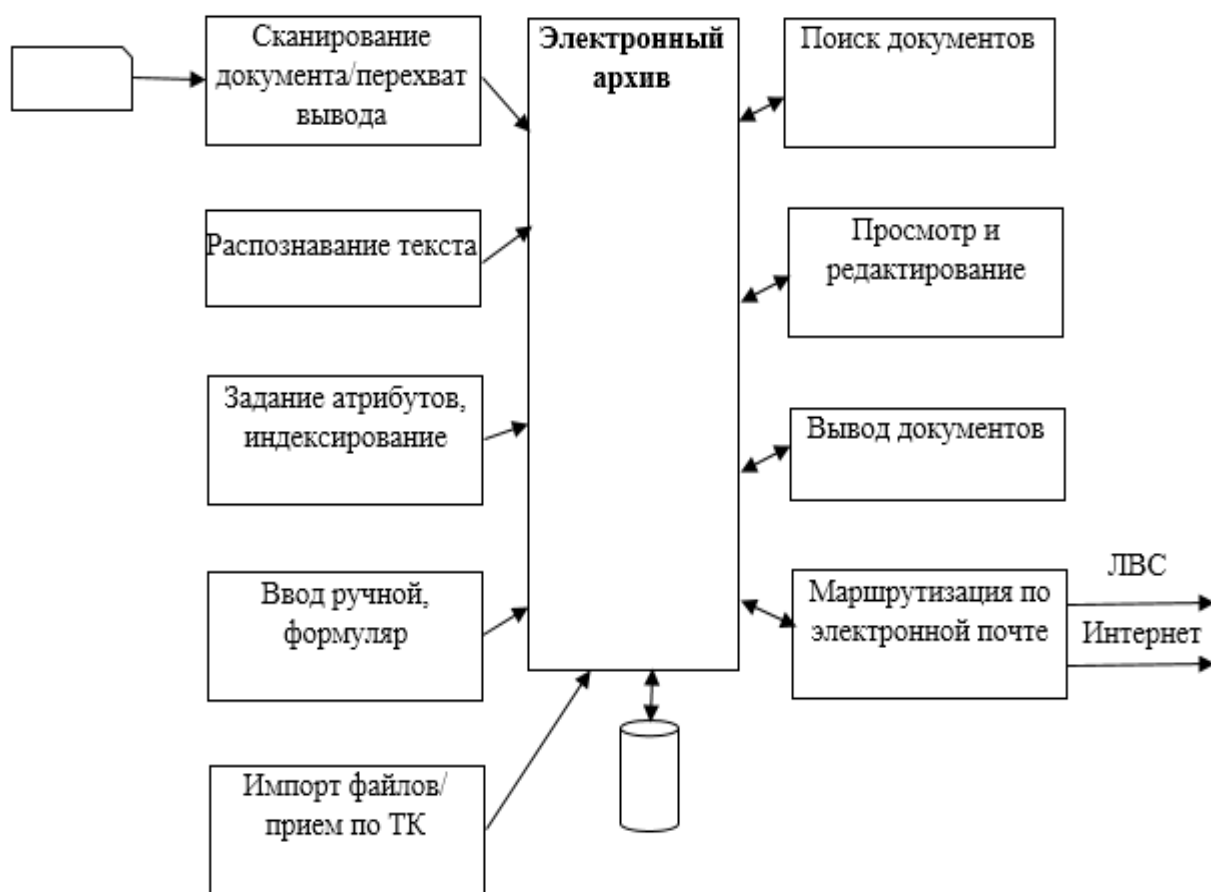 Сканирование
документа/перехват
вывода
Распознавание текста
Задание атрибутов,
индексирование
Ввод ручной,
формуляр
Импорт файлов/
прием по ТК
Электронный
архив
Поиск документов
Просмотр и
редактирование
Вывод документов
Маршрутизация по
электронной почте
ЛВС
Интернет